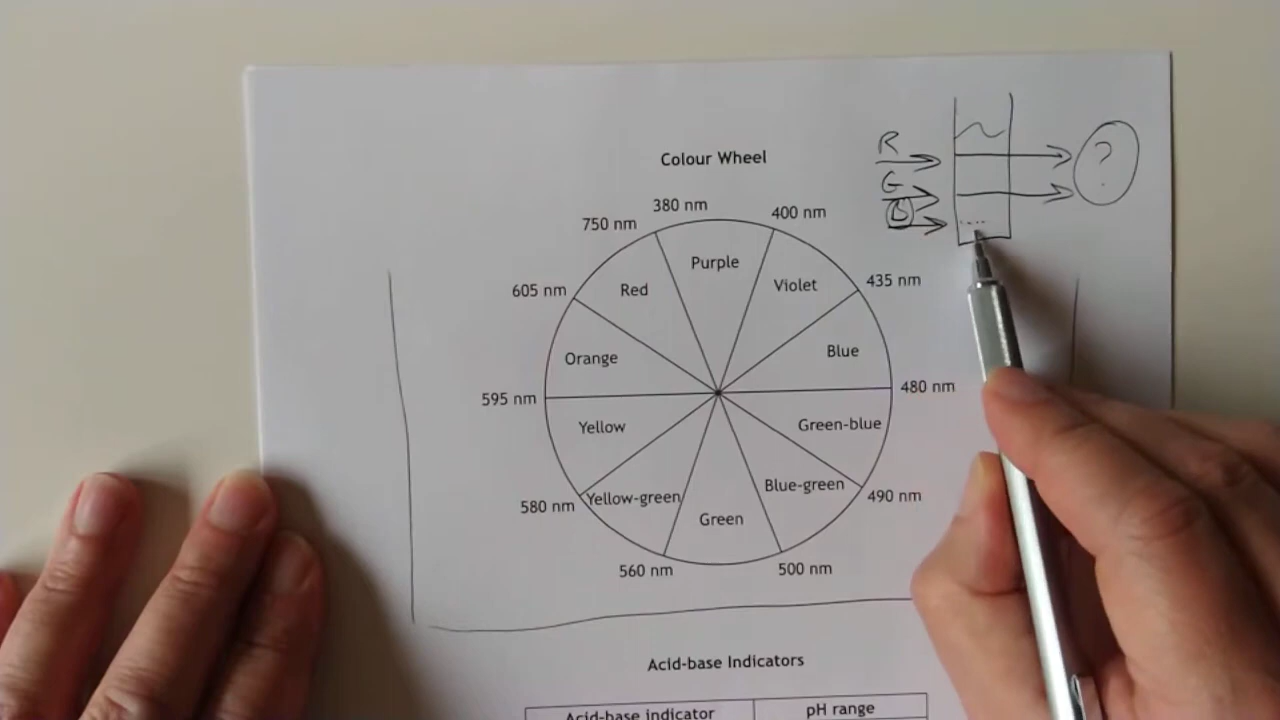 R
G
B
?
Colour Wheel
380 nm
400 nm
750 nm
435 nm
605 nm
Purple
Violet
Red
Blue
Orange
480 nm
595 nm
Yellow
Green-blue
Blue-green
490 nm
580 nm
Yellow-green
Green
560 nm
500 nm
Acid-base Indicators
Acid-base indicator
pH range